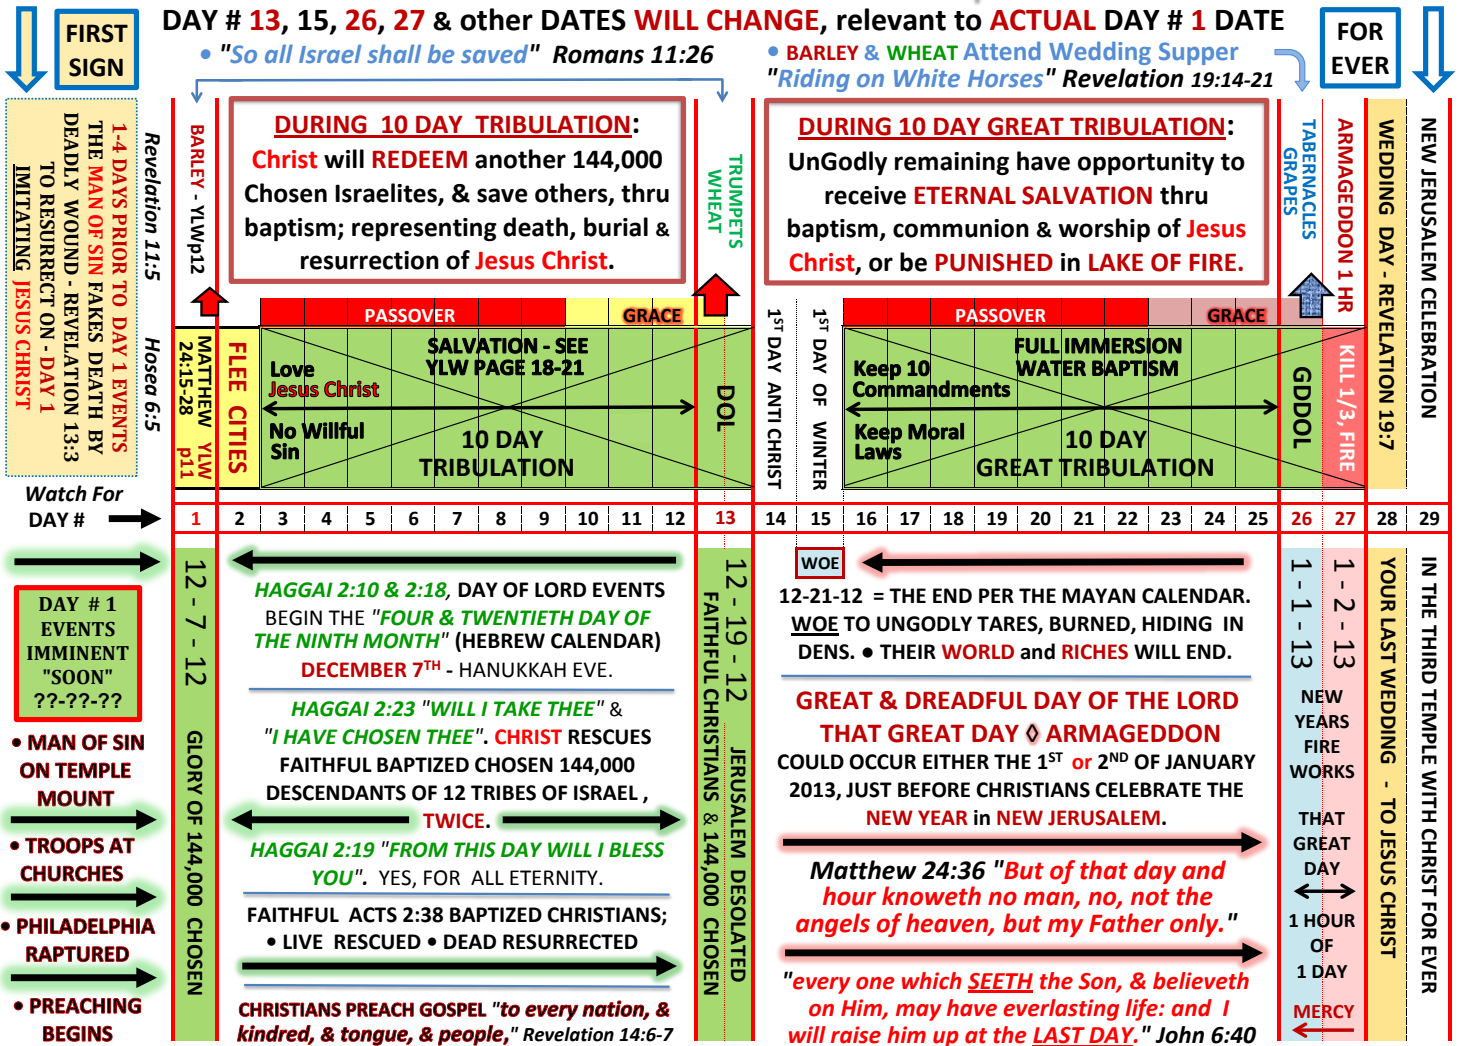 DAY # 13, 15, 26, 27 & other DATES WILL CHANGE, relevant to ACTUAL DAY # 1 DATE
FIRST
SIGN
• "So all Israel shall be saved" Romans 11:26
• BARLEY & WHEAT Attend Wedding Supper
"Riding on White Horses" Revelation 19:14-21
FOR
EVER
1-4 DAYS PRIOR TO DAY 1 EVENTS
THE MAN OF SIN FAKES DEATH BY
DEADLY WOUND - REVELATION 13:3
TO RESURRECT ON - DAY 1
IMITATING JESUS CHRIST
Revelation 11:5
Hosea 6:5
BARLEY - YLWp12
DURING 10 DAY TRIBULATION:
Christ will REDEEM another 144,000
Chosen Israelites, & save others, thru
baptism; representing death, burial &
resurrection of Jesus Christ.
TRUMPETS
WHEAT
DURING 10 DAY GREAT TRIBULATION:
UnGodly remaining have opportunity to
receive ETERNAL SALVATION thru
baptism, communion & worship of Jesus
Christ, or be PUNISHED in LAKE OF FIRE.
TABERNACLES
GRAPES
ARMAGEDDON 1 HR
WEDDING DAY - REVELATION 19:7
NEW JERUSALEM CELEBRATION
MATTHEW YLW
24:15-28 p11
FLEE CITIES
PASSOVER
GRACE
SALVATION - SEE
YLW PAGE 18-21
Love
Jesus Christ
No Willful
Sin
10 DAY
TRIBULATION
DOL
1ST DAY ANTI CHRIST
1ST DAY OF WINTER
PASSOVER
GRACE
FULL IMMERSION
WATER BAPTISM
Keep 10
Commandments
Keep Moral
Laws
10 DAY
GREAT TRIBULATION
GDDOL
KILL 1/3, FIRE
Watch For
DAY #
1 2 3 4 5 6 7 8 9 10 11 12 13 14 15 16 17 18 19 20 21 22 23 24 25 26 27 28 29
DAY # 1
EVENTS
IMMINENT
"SOON"
??-??-??
• MAN OF SIN
ON TEMPLE
MOUNT
• TROOPS AT
CHURCHES
• PHILADELPHIA
RAPTURED
• PREACHING
BEGINS
12 - 7 - 12
GLORY OF 144,000 CHOSEN
HAGGAI 2:10 & 2:18, DAY OF LORD EVENTS
BEGIN THE "FOUR & TWENTIETH DAY OF
THE NINTH MONTH" (HEBREW CALENDAR)
DECEMBER 7TH - HANUKKAH EVE.
HAGGAI 2:23 "WILL I TAKE THEE" &
"I HAVE CHOSEN THEE". CHRIST RESCUES
FAITHFUL BAPTIZED CHOSEN 144,000
DESCENDANTS OF 12 TRIBES OF ISRAEL ,
TWICE.
HAGGAI 2:19 "FROM THIS DAY WILL I BLESS
YOU". YES, FOR ALL ETERNITY.
FAITHFUL ACTS 2:38 BAPTIZED CHRISTIANS;
• LIVE RESCUED • DEAD RESURRECTED
CHRISTIANS PREACH GOSPEL "to every nation, &
kindred, & tongue, & people," Revelation 14:6-7
12 - 19 - 12
JERUSALEM DESOLATED
FAITHFUL CHRISTIANS & 144,000 CHOSEN
WOE
12-21-12 = THE END PER THE MAYAN CALENDAR.
WOE TO UNGODLY TARES, BURNED, HIDING IN
DENS. ● THEIR WORLD and RICHES WILL END.
GREAT & DREADFUL DAY OF THE LORD
THAT GREAT DAY ◊ ARMAGEDDON
COULD OCCUR EITHER THE 1ST or 2ND OF JANUARY
2013, JUST BEFORE CHRISTIANS CELEBRATE THE
NEW YEAR in NEW JERUSALEM.
Matthew 24:36 "But of that day and
hour knoweth no man, no, not the
angels of heaven, but my Father only."
"every one which SEETH the Son, & believeth
on Him, may have everlasting life: and I
will raise him up at the LAST DAY." John 6:40
1 - 1 - 13
1 - 2 - 13
NEW
YEARS
FIRE
WORKS
THAT
GREAT
DAY
1 HOUR
OF
1 DAY
MERCY
YOUR LAST WEDDING - TO JESUS CHRIST
IN THE THIRD TEMPLE WITH CHRIST FOR EVER